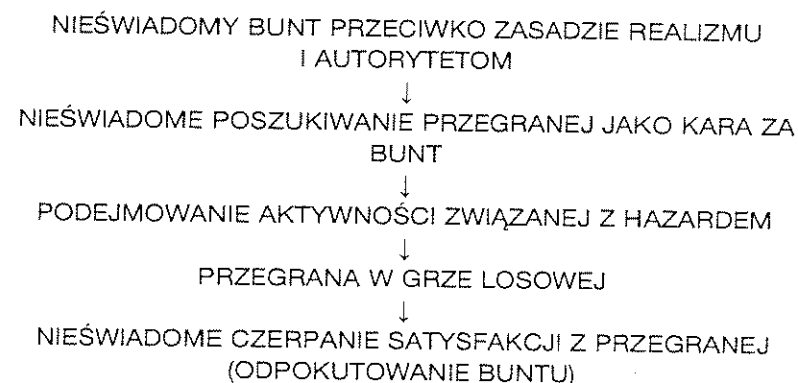 NIEŚWIADOMY BUNT PRZECIWKO ZASADZIE REALIZMU
I AUTORYTETOM
↓
NIEŚWIADOME POSZUKIWANIE PRZEGRANEJ JAKO KARA ZA
BUNT
↓
PODEJMOWANIE AKTYWNOŚCI ZWIĄZANEJ Z HAZARDEM
↓
PRZEGRANA W GRZE LOSOWEJ
↓
NIEŚWIADOME CZERPANIE SATYSFAKCJI Z PRZEGRANEJ
(ODPOKUTOWANIE BUNTU)